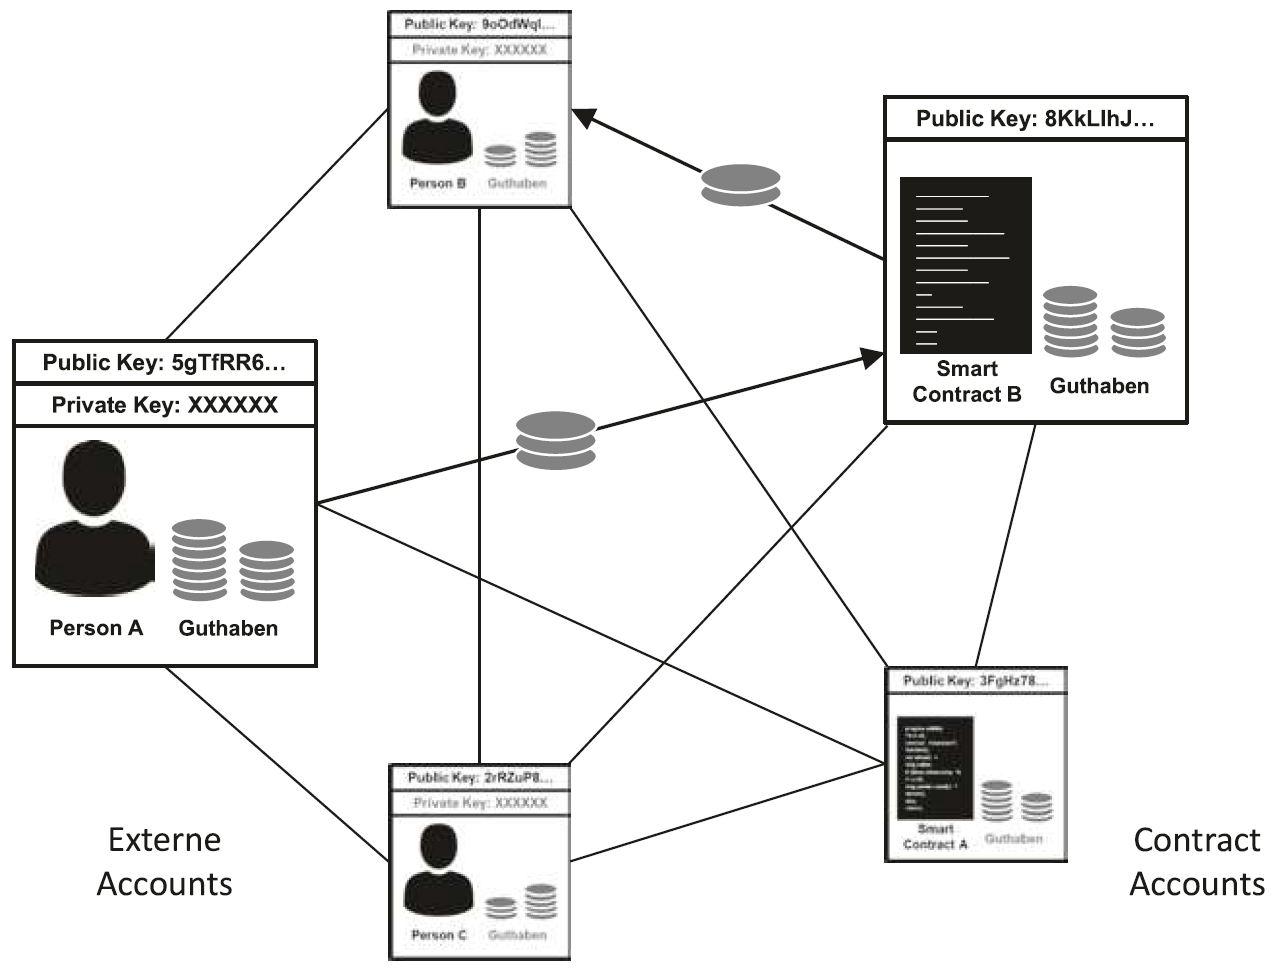 Public Key: 9oOdWqI...
Private Key: XXXXXX
Person B
Guthaben
Public Key: 8KkLIhJ...
Smart
Contract B
Guthaben
Public Key: 5gTfRR6...
Private Key: XXXXXX
Person A
Guthaben
Public Key: 3FgHz78...
Smart
Contract A
Guthaben
Public Key: 2rRZuP8...
Private Key: XXXXXX
Person C
Guthaben
Externe
Accounts
Contract
Accounts